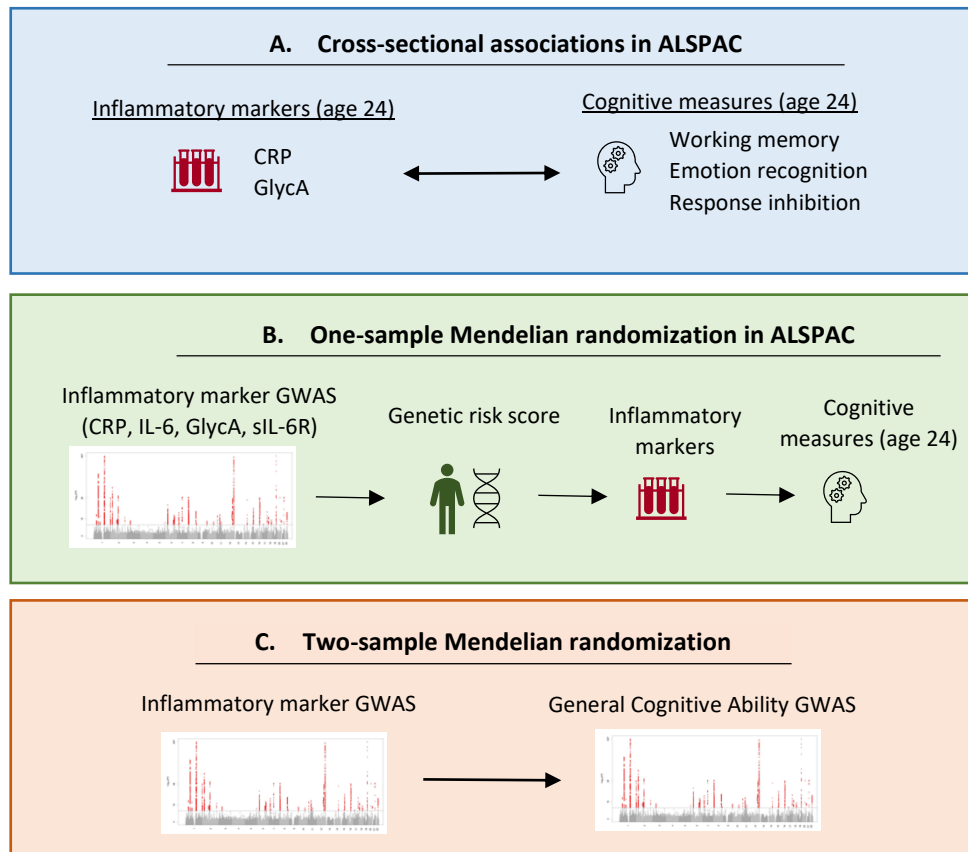 A. Cross-sectional associations in ALSPAC
Inflammatory markers (age 24)
CRP
GlycA
Cognitive measures (age 24)
Working memory
Emotion recognition
Response inhibition
B. One-sample Mendelian randomization in ALSPAC
Inflammatory marker GWAS
(CRP, IL-6, GlycA, sIL-6R)
Genetic risk score
Inflammatory
markers
Cognitive
measures (age 24)
C. Two-sample Mendelian randomization
Inflammatory marker GWAS
General Cognitive Ability GWAS